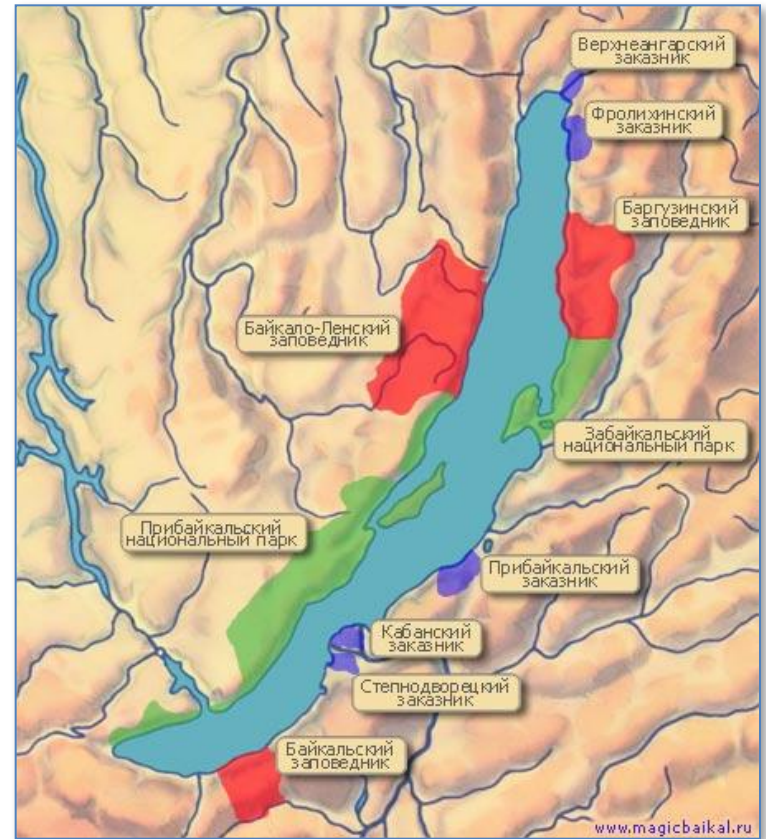 Верхнеангарский
заказник
Фролихинский
заказник
Баргузинский
заповедник
Байкало-Ленский
заповедник
Забайкальский
национальный парк
Прибайкальский
национальный парк
Прибайкальский
заказник
Кабанский
заказник
Степнодворецкий
заказник
Байкальский
заповедник
www.magicbaikal.ru